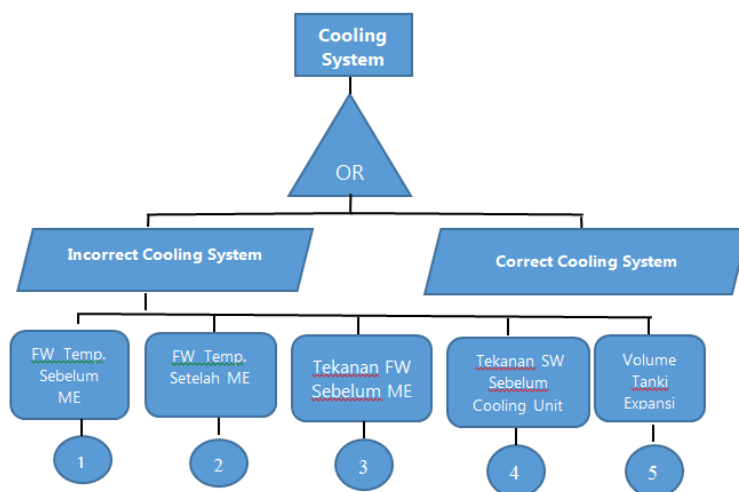 Cooling
System
OR
Incorrect Cooling System
Correct Cooling System
FW Temp.
Sebelum
ME
FW Temp.
Setelah ME
Tekanan FW
Sebelum ME
Tekanan SW
Sebelum
Cooling Unit
Volume
Tanki
Expansi
1
2
3
4
5